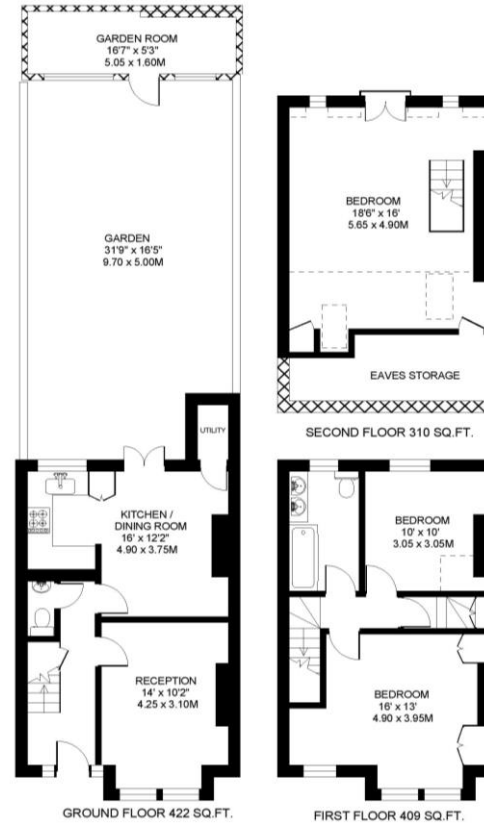 GARDEN ROOM
16'7" x 5'3"
5.05 x 1.60M
GARDEN
31'9" x 16'5"
9.70 x 5.00M
UTILITY
KITCHEN /
DINING ROOM
16' x 12'2"
4.90 x 3.75M
RECEPTION
14' x 10'2"
4.25 x 3.10M
GROUND FLOOR 422 SQ.FT.
BEDROOM
18'6" x 16'
5.65 x 4.90M
EAVES STORAGE
SECOND FLOOR 310 SQ.FT.
BEDROOM
10' x 10'
3.05 x 3.05M
BEDROOM
16' x 13'
4.90 x 3.95M
FIRST FLOOR 409 SQ.FT.